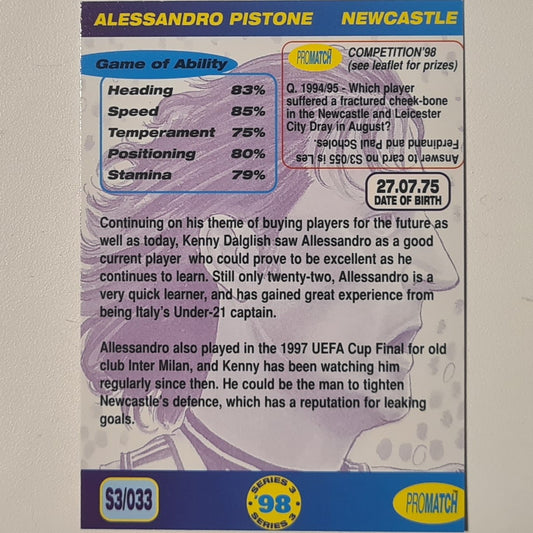 ALESSANDRO PISTONE NEWCASTLE
Game of Ability
Heading 83%
Speed 85%
Temperament 75%
Positioning 80%
Stamina 79%
PROMATCH
COMPETITION'98
(see leaflet for prizes)
Q. 1994/95 - Which player
suffered a fractured cheek-bone
in the Newcastle and Leicester
City Dray in August?
Answer to card no S3/055 is Les
Ferdinand and Paul Scholes.
27.07.75
DATE OF BIRTH
Continuing on his theme of buying players for the future as
well as today, Kenny Dalglish saw Allessandro as a good
current player who could prove to be excellent as he
continues to learn. Still only twenty-two, Allessandro is a
very quick learner, and has gained great experience from
being Italy's Under-21 captain.
Allessandro also played in the 1997 UEFA Cup Final for old
club Inter Milan, and Kenny has been watching him
regularly since then. He could be the man to tighten
Newcastle's defence, which has a reputation for leaking
goals.
S3/033
SERIES 3
'98
SERIES 3
PROMATCH